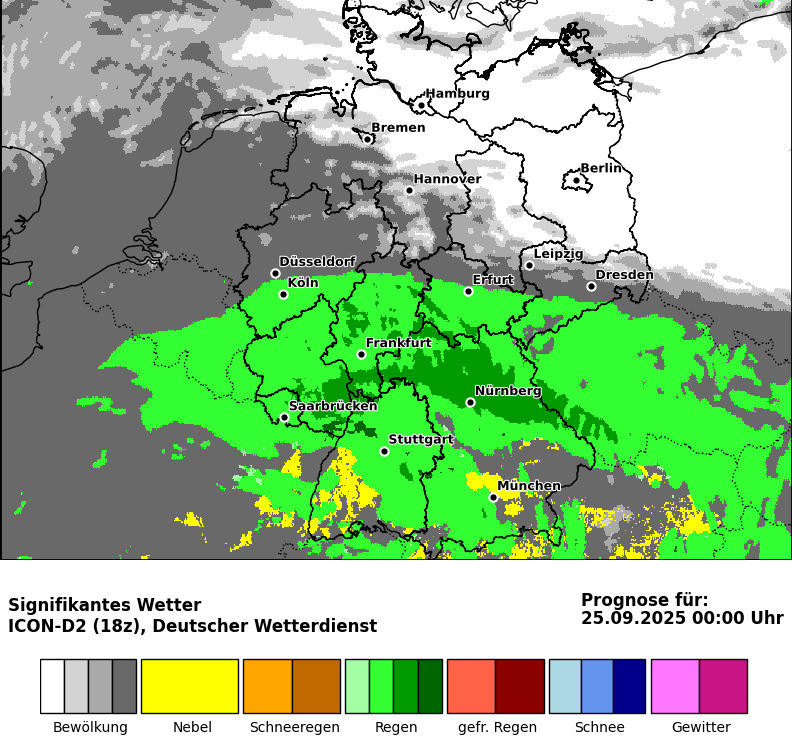 Hamburg
Bremen
Berlin
Hannover
Leipzig
Düsseldorf
Dresden
Köln
Erfurt
Frankfurt
Nürnberg
Saarbrücken
Stuttgart
München
Signifikantes Wetter
ICON-D2 (18z), Deutscher Wetterdienst
Prognose für:
25.09.2025 00:00 Uhr
Bewölkung Nebel Schneeregen Regen gefr. Regen Schnee Gewitter